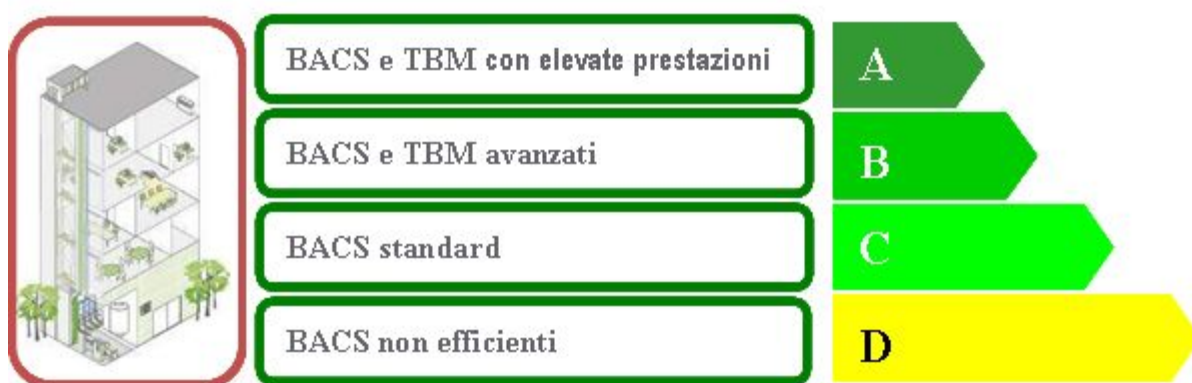 BACS e TBM con elevate prestazioni
A
BACS e TBM avanzati
B
BACS standard
C
BACS non efficienti
D